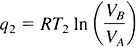 q₂ = RT₂ ln (V_B / V_A)